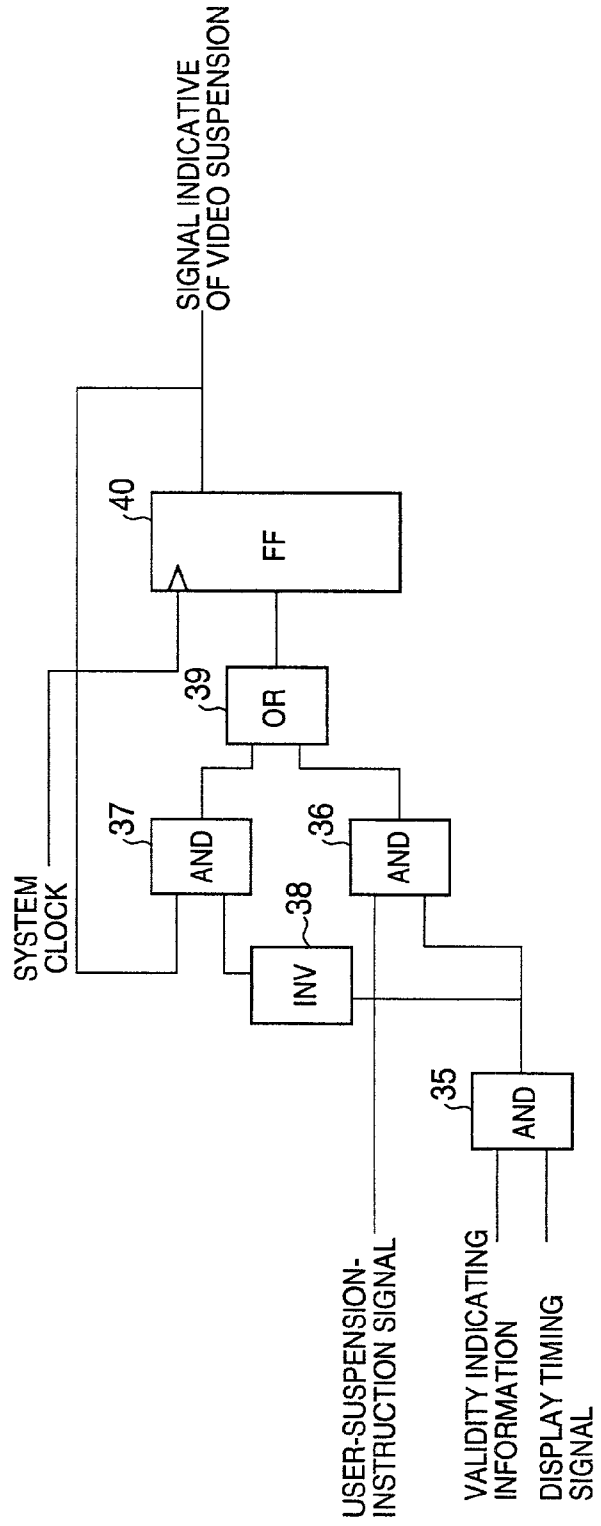 SYSTEM
CLOCK
40
SIGNAL INDICATIVE
OF VIDEO SUSPENSION
37
AND
39
OR
FF
38
INV
36
AND
USER-SUSPENSION-
INSTRUCTION SIGNAL
35
AND
VALIDITY INDICATING
INFORMATION
DISPLAY TIMING
SIGNAL